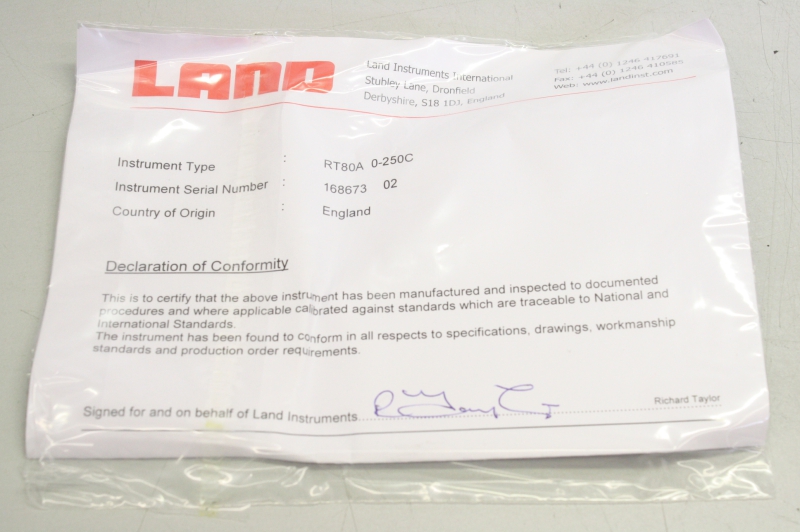 LAND
Land Instruments International
Stubley Lane, Dronfield
Derbyshire, S18 1DJ, England
Tel: +44 (0) 1246 417691
Fax: +44 (0) 1246 410585
Web: www.landinst.com
Instrument Type : RT80A 0-250C
Instrument Serial Number : 168673 02
Country of Origin : England
Declaration of Conformity
This is to certify that the above instrument has been manufactured and inspected to documented
procedures and where applicable calibrated against standards which are traceable to National and
International Standards.
The instrument has been found to conform in all respects to specifications, drawings, workmanship
standards and production order requirements.
Signed for and on behalf of Land Instruments
Richard Taylor